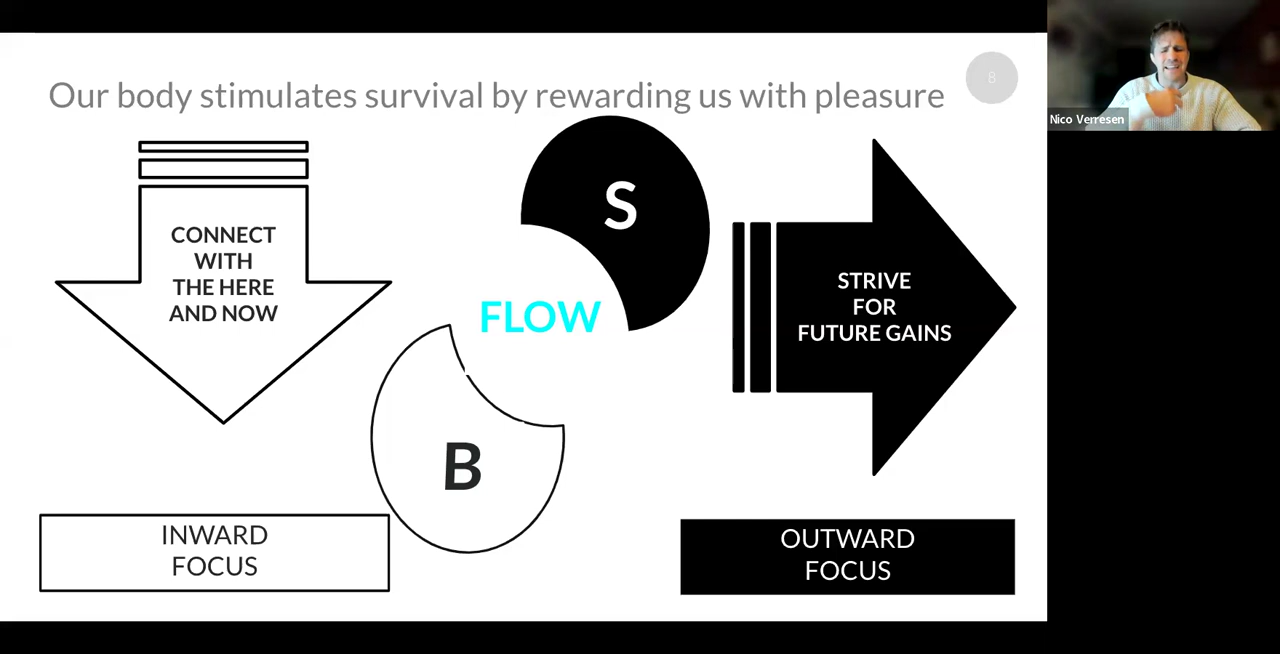 Our body stimulates survival by rewarding us with pleasure
8
Nico Verresen
CONNECT
WITH
THE HERE
AND NOW
S
FLOW
B
STRIVE
FOR
FUTURE GAINS
INWARD
FOCUS
OUTWARD
FOCUS